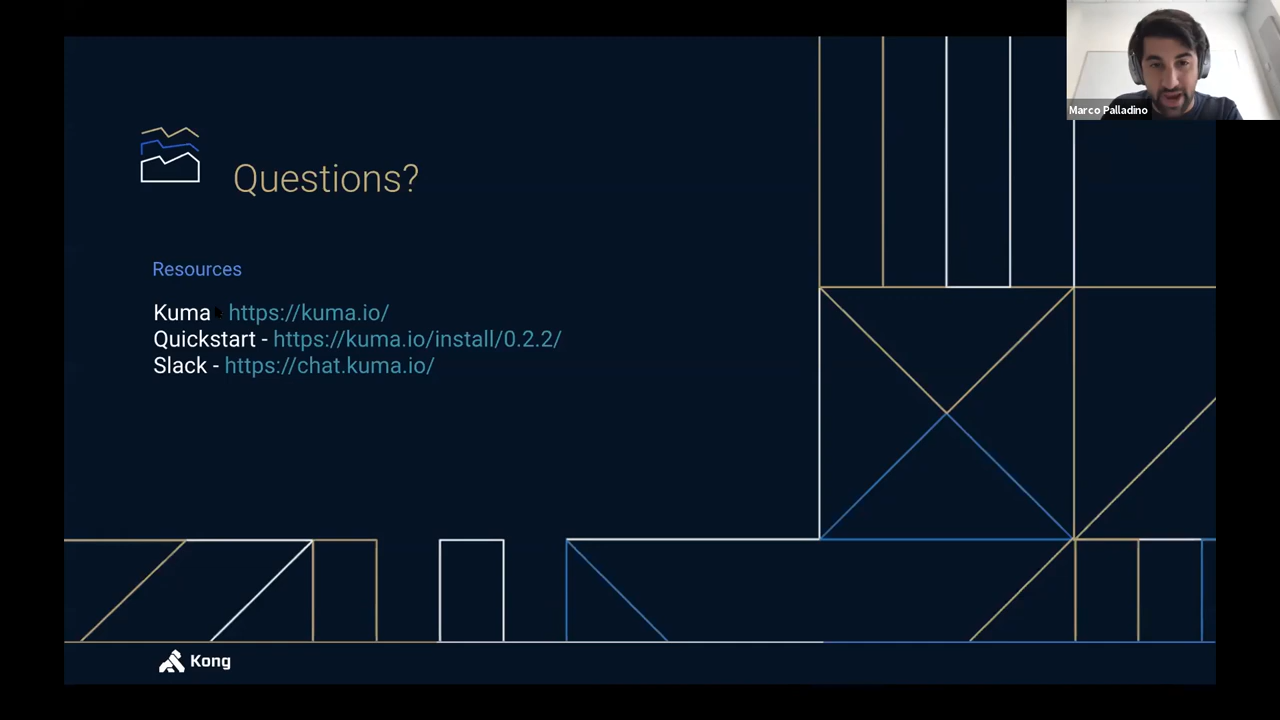 Marco Palladino
Questions?
Resources
Kuma - https://kuma.io/
Quickstart - https://kuma.io/install/0.2.2/
Slack - https://chat.kuma.io/
Kong